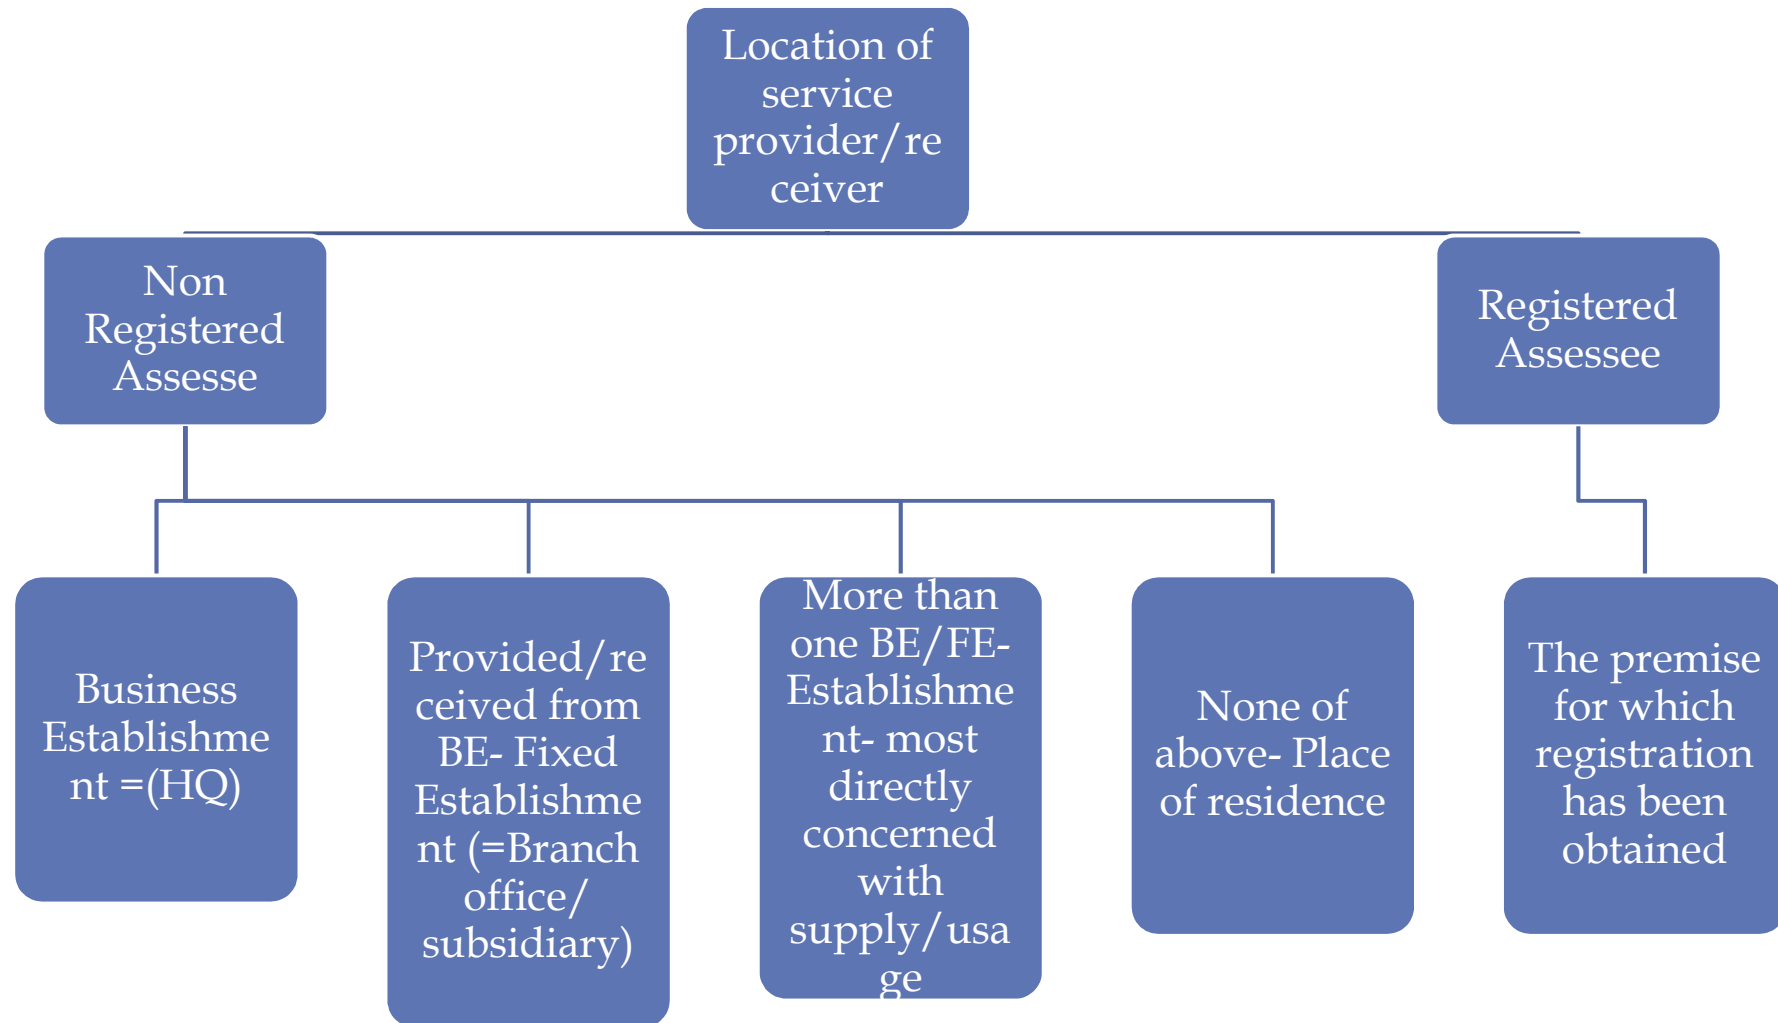 Location of
service
provider/re
ceiver
Non
Registered
Assesse
Registered
Assessee
Business
Establishme
nt =(HQ)
Provided/re
ceived from
BE- Fixed
Establishme
nt (=Branch
office/
subsidiary)
More than
one BE/FE-
Establishme
nt- most
directly
concerned
with
supply/usa
ge
None of
above- Place
of residence
The premise
for which
registration
has been
obtained